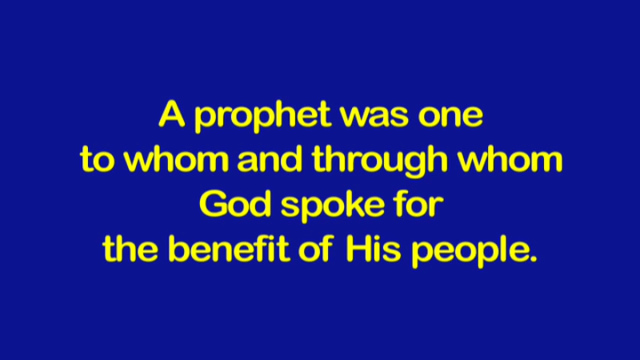 A prophet was one
to whom and through whom
God spoke for
the benefit of His people.